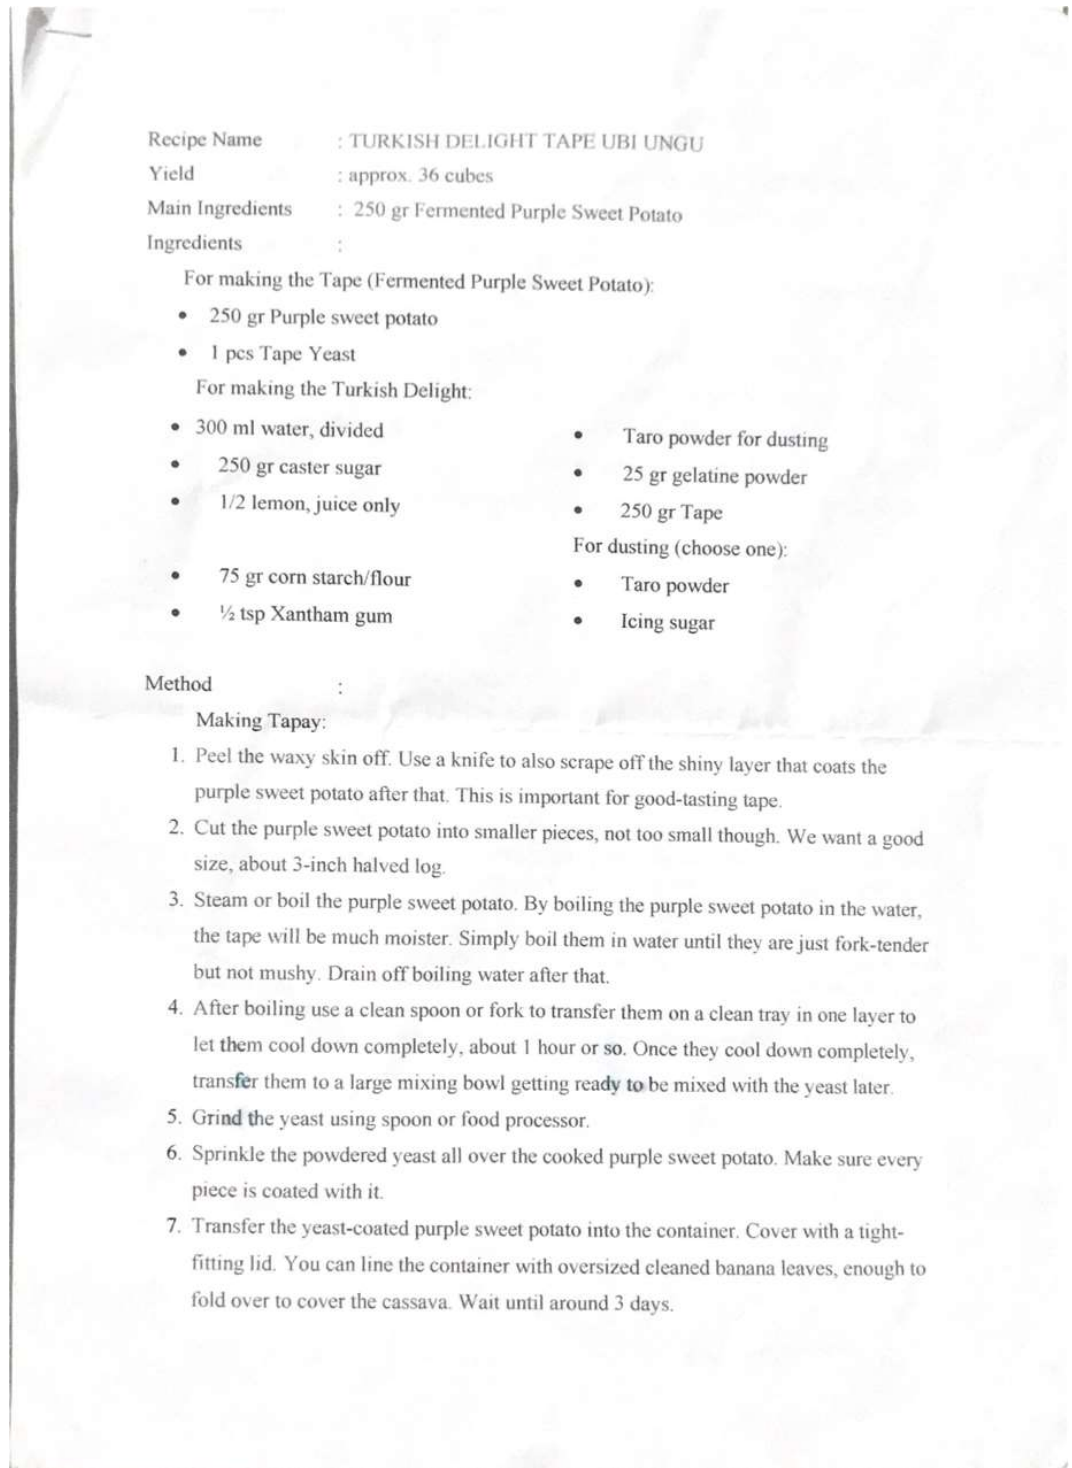 Recipe Name : TURKISH DELIGHT TAPE UBI UNGU
Yield : approx. 36 cubes
Main Ingredients : 250 gr Fermented Purple Sweet Potato
Ingredients :
For making the Tape (Fermented Purple Sweet Potato):
• 250 gr Purple sweet potato
• 1 pcs Tape Yeast
For making the Turkish Delight:
• 300 ml water, divided
• 250 gr caster sugar
• 1/2 lemon, juice only
• 75 gr corn starch/flour
• ½ tsp Xantham gum
• Taro powder for dusting
• 25 gr gelatine powder
• 250 gr Tape
For dusting (choose one):
• Taro powder
• Icing sugar
Method :
Making Tapay:
1. Peel the waxy skin off. Use a knife to also scrape off the shiny layer that coats the
purple sweet potato after that. This is important for good-tasting tape.
2. Cut the purple sweet potato into smaller pieces, not too small though. We want a good
size, about 3-inch halved log.
3. Steam or boil the purple sweet potato. By boiling the purple sweet potato in the water,
the tape will be much moister. Simply boil them in water until they are just fork-tender
but not mushy. Drain off boiling water after that.
4. After boiling use a clean spoon or fork to transfer them on a clean tray in one layer to
let them cool down completely, about 1 hour or so. Once they cool down completely,
transfer them to a large mixing bowl getting ready to be mixed with the yeast later.
5. Grind the yeast using spoon or food processor.
6. Sprinkle the powdered yeast all over the cooked purple sweet potato. Make sure every
piece is coated with it.
7. Transfer the yeast-coated purple sweet potato into the container. Cover with a tight-
fitting lid. You can line the container with oversized cleaned banana leaves, enough to
fold over to cover the cassava. Wait until around 3 days.